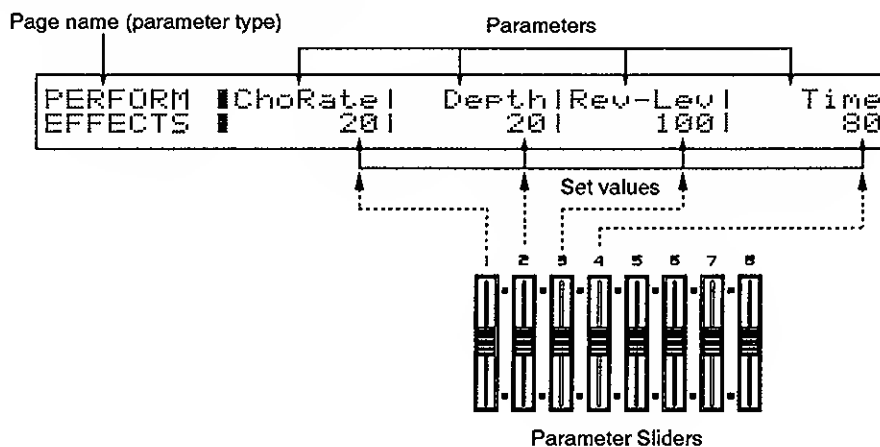 Page name (parameter type)
Parameters
PERFORM ChoRate| Depth|Rev-Lev| Time
EFFECTS 20| 20| 100| 80
Set values
1 2 3 4 5 6 7 8
Parameter Sliders